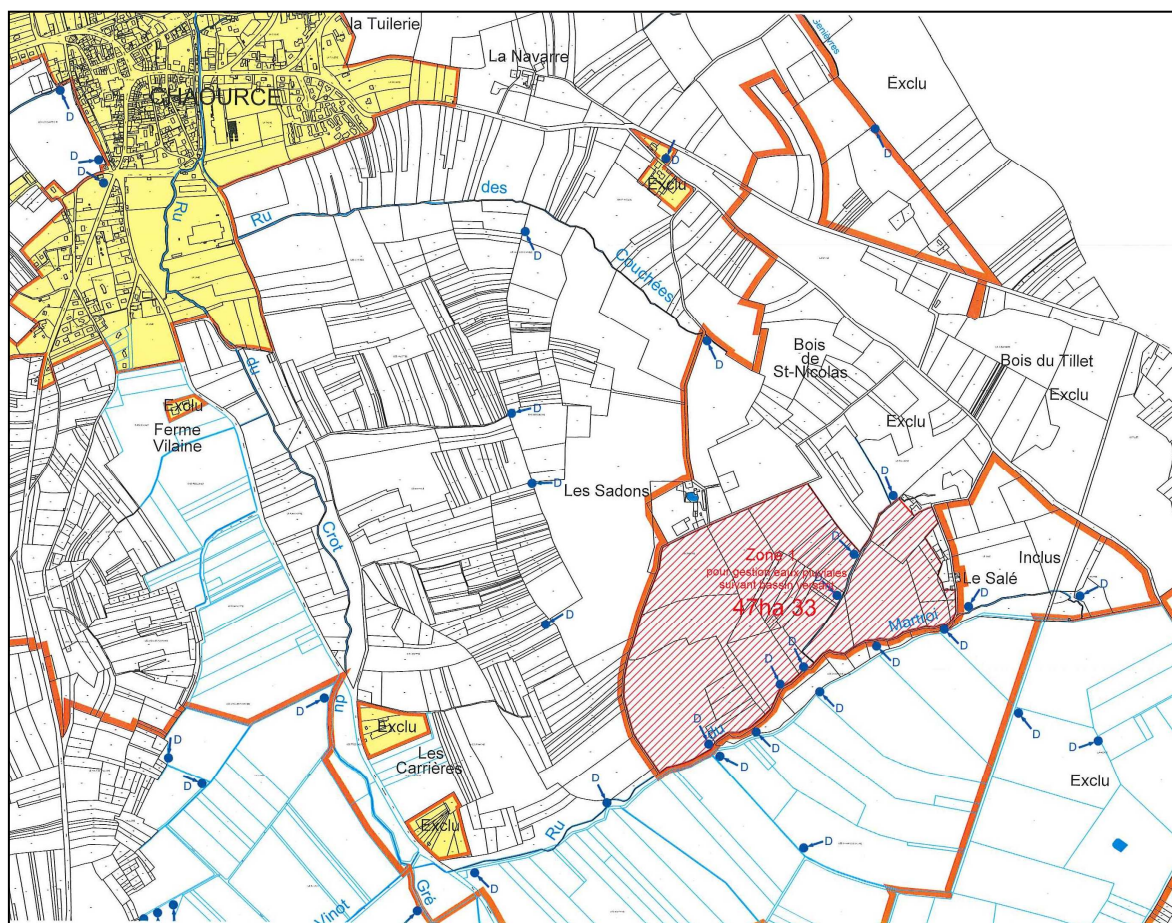 la Tuilerie
La Navarre
Genièvres
Exclu
CHAOURCE
D
D
D
D
Exclu
D
Ru
Ru
des
Couchées
D
D
Bois
de
St-Nicolas
Bois du Tillet
Exclu
du
Exclu
Ferme
Vilaine
D
Exclu
Les Sadons
D
D
Crot
Zone 1
pour gestion eaux pluviales
suivant bassin versant
47ha 33
D
D
Inclus
Le Salé
D
D
D
Martrol
D
D
D
D
D
D
du
D
Exclu
D
du
D
D
D
D
D
Les
Carrières
D
D
Exclu
Exclu
Ru
D
D
D
Gré
Vinot
D